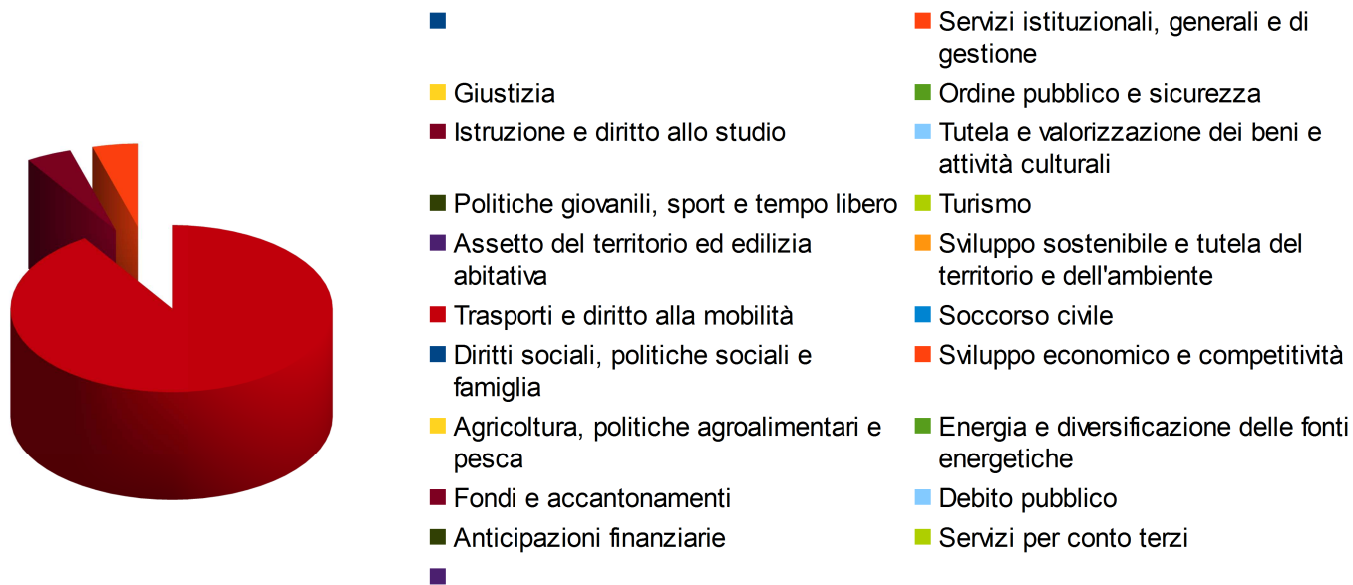 Servizi istituzionali, generali e di
gestione
Giustizia
Ordine pubblico e sicurezza
Istruzione e diritto allo studio
Tutela e valorizzazione dei beni e
attività culturali
Politiche giovanili, sport e tempo libero
Turismo
Assetto del territorio ed edilizia
abitativa
Sviluppo sostenibile e tutela del
territorio e dell'ambiente
Trasporti e diritto alla mobilità
Soccorso civile
Diritti sociali, politiche sociali e
famiglia
Sviluppo economico e competitività
Agricoltura, politiche agroalimentari e
pesca
Energia e diversificazione delle fonti
energetiche
Fondi e accantonamenti
Debito pubblico
Anticipazioni finanziarie
Servizi per conto terzi